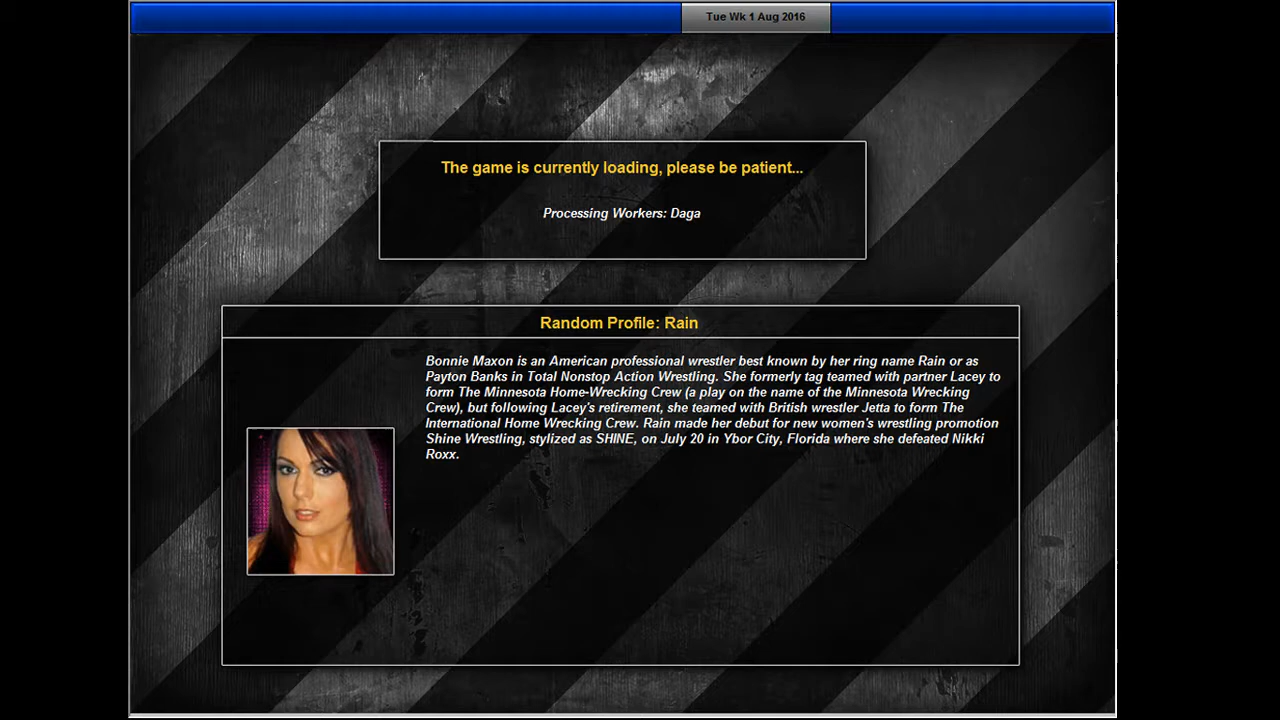 Tue Wk 1 Aug 2016
The game is currently loading, please be patient...
Processing Workers: Daga
Random Profile: Rain
Bonnie Maxon is an American professional wrestler best known by her ring name Rain or as
Payton Banks in Total Nonstop Action Wrestling. She formerly tag teamed with partner Lacey to
form The Minnesota Home-Wrecking Crew (a play on the name of the Minnesota Wrecking
Crew), but following Lacey's retirement, she teamed with British wrestler Jetta to form The
International Home Wrecking Crew. Rain made her debut for new women's wrestling promotion
Shine Wrestling, stylized as SHINE, on July 20 in Ybor City, Florida where she defeated Nikki
Roxx.